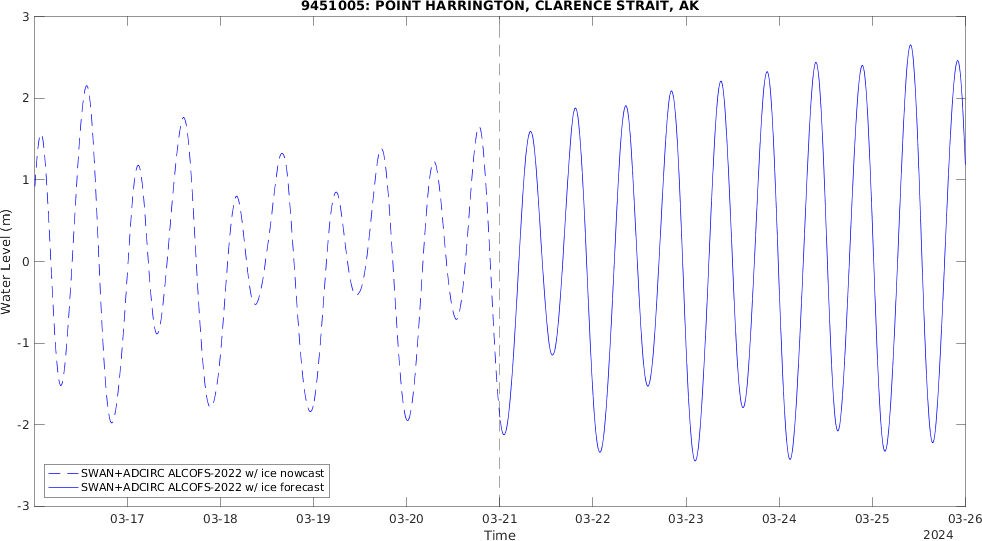 9451005: POINT HARRINGTON, CLARENCE STRAIT, AK
3
2
1
0
-1
-2
-3
Water Level (m)
SWAN+ADCIRC ALCOFS-2022 w/ ice nowcast
SWAN+ADCIRC ALCOFS-2022 w/ ice forecast
03-17 03-18 03-19 03-20 03-21 03-22 03-23 03-24 03-25 03-26
Time
2024